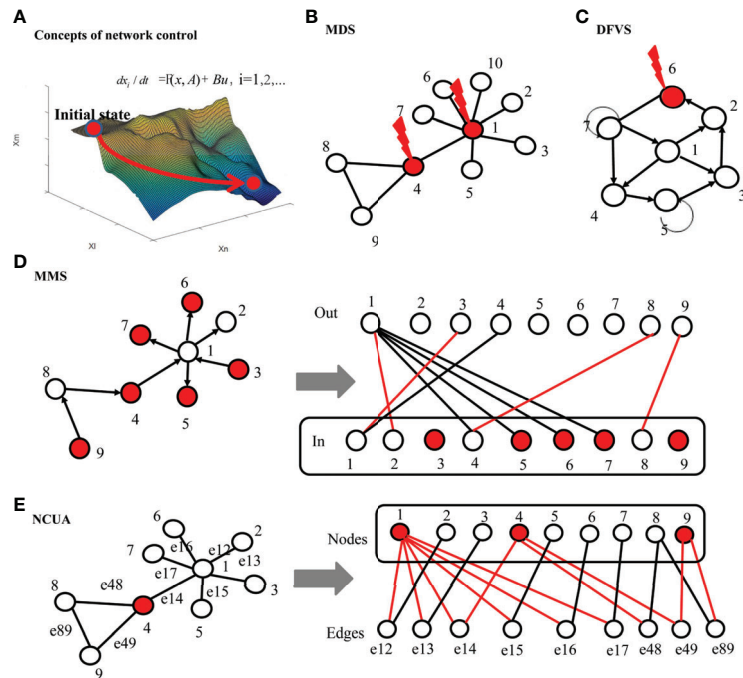 A
Concepts of network control
dxi / dt =F(x, A)+ Bu, i=1,2,...
Initial state
Xm
Xl
Xn
B
MDS
10
6
2
7
1
8
4
3
5
9
C
DFVS
6
2
7
1
3
4
5
D
MMS
6
2
7
1
8
3
4
5
9
Out
1 2 3 4 5 6 7 8 9
In
1 2 3 4 5 6 7 8 9
E
NCUA
6
2
e16 e12
7
e13
1
e17
8
e48
e14 e15
3
4
5
e89
e49
9
Nodes
1 2 3 4 5 6 7 8 9
Edges
e12 e13 e14 e15 e16 e17 e48 e49 e89